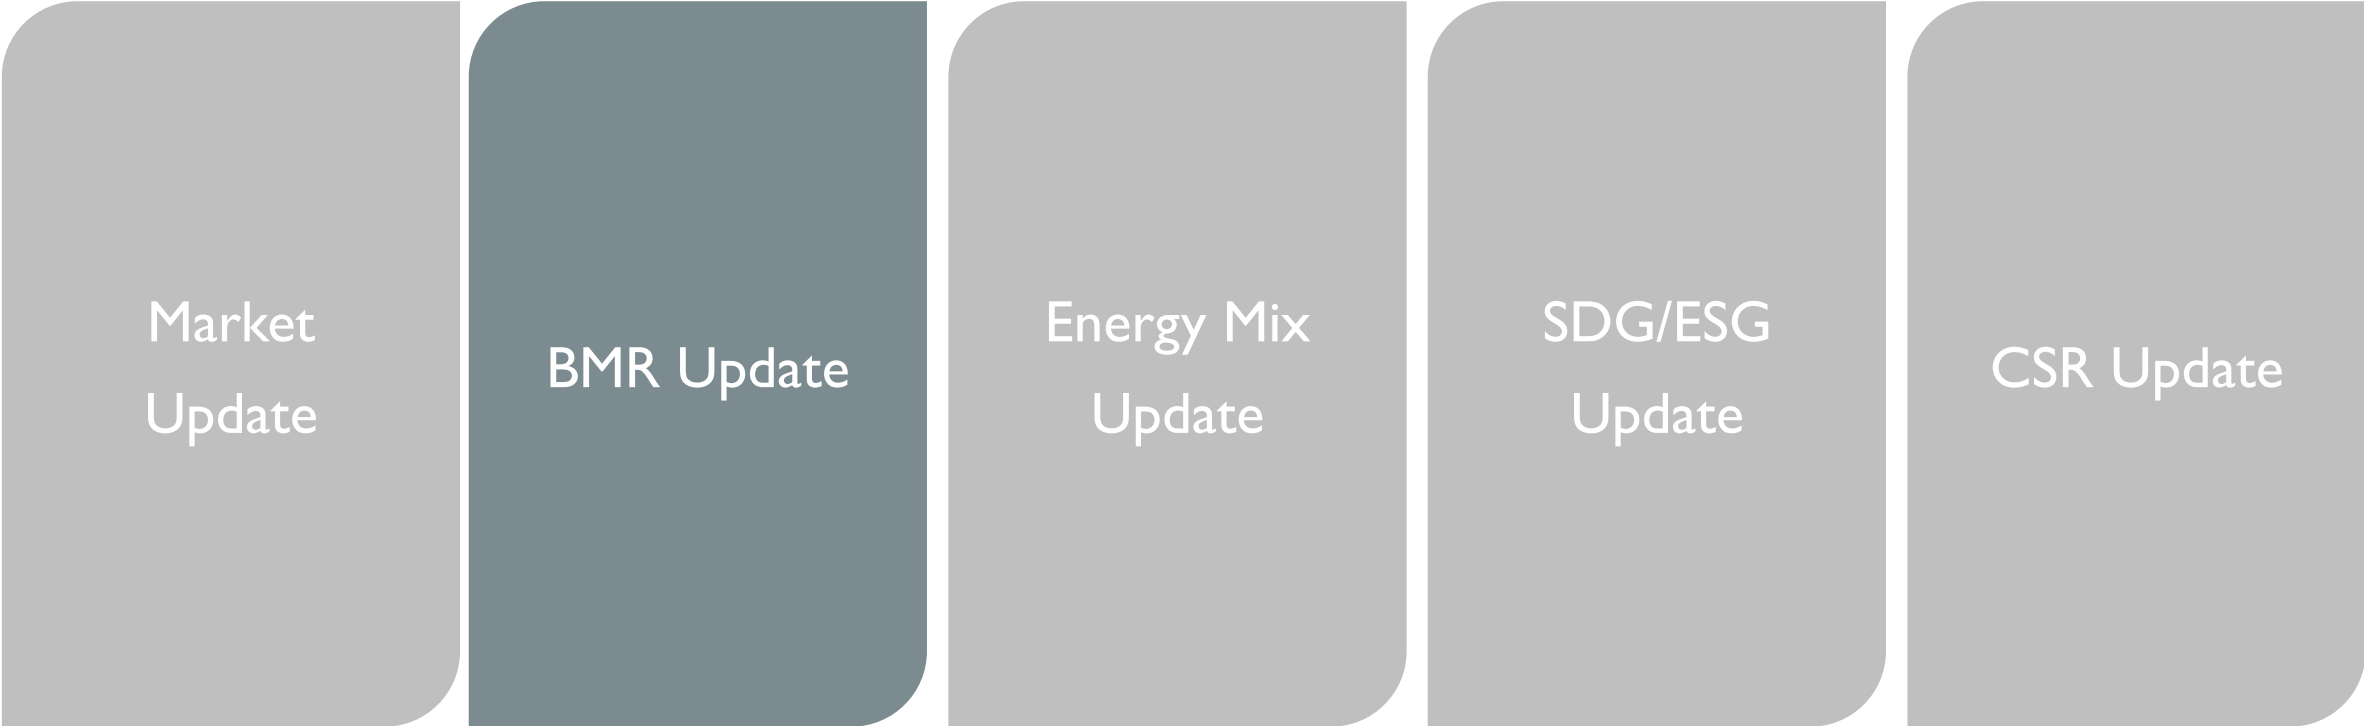 Market
Update
BMR Update
Energy Mix
Update
SDG/ESG
Update
CSR Update